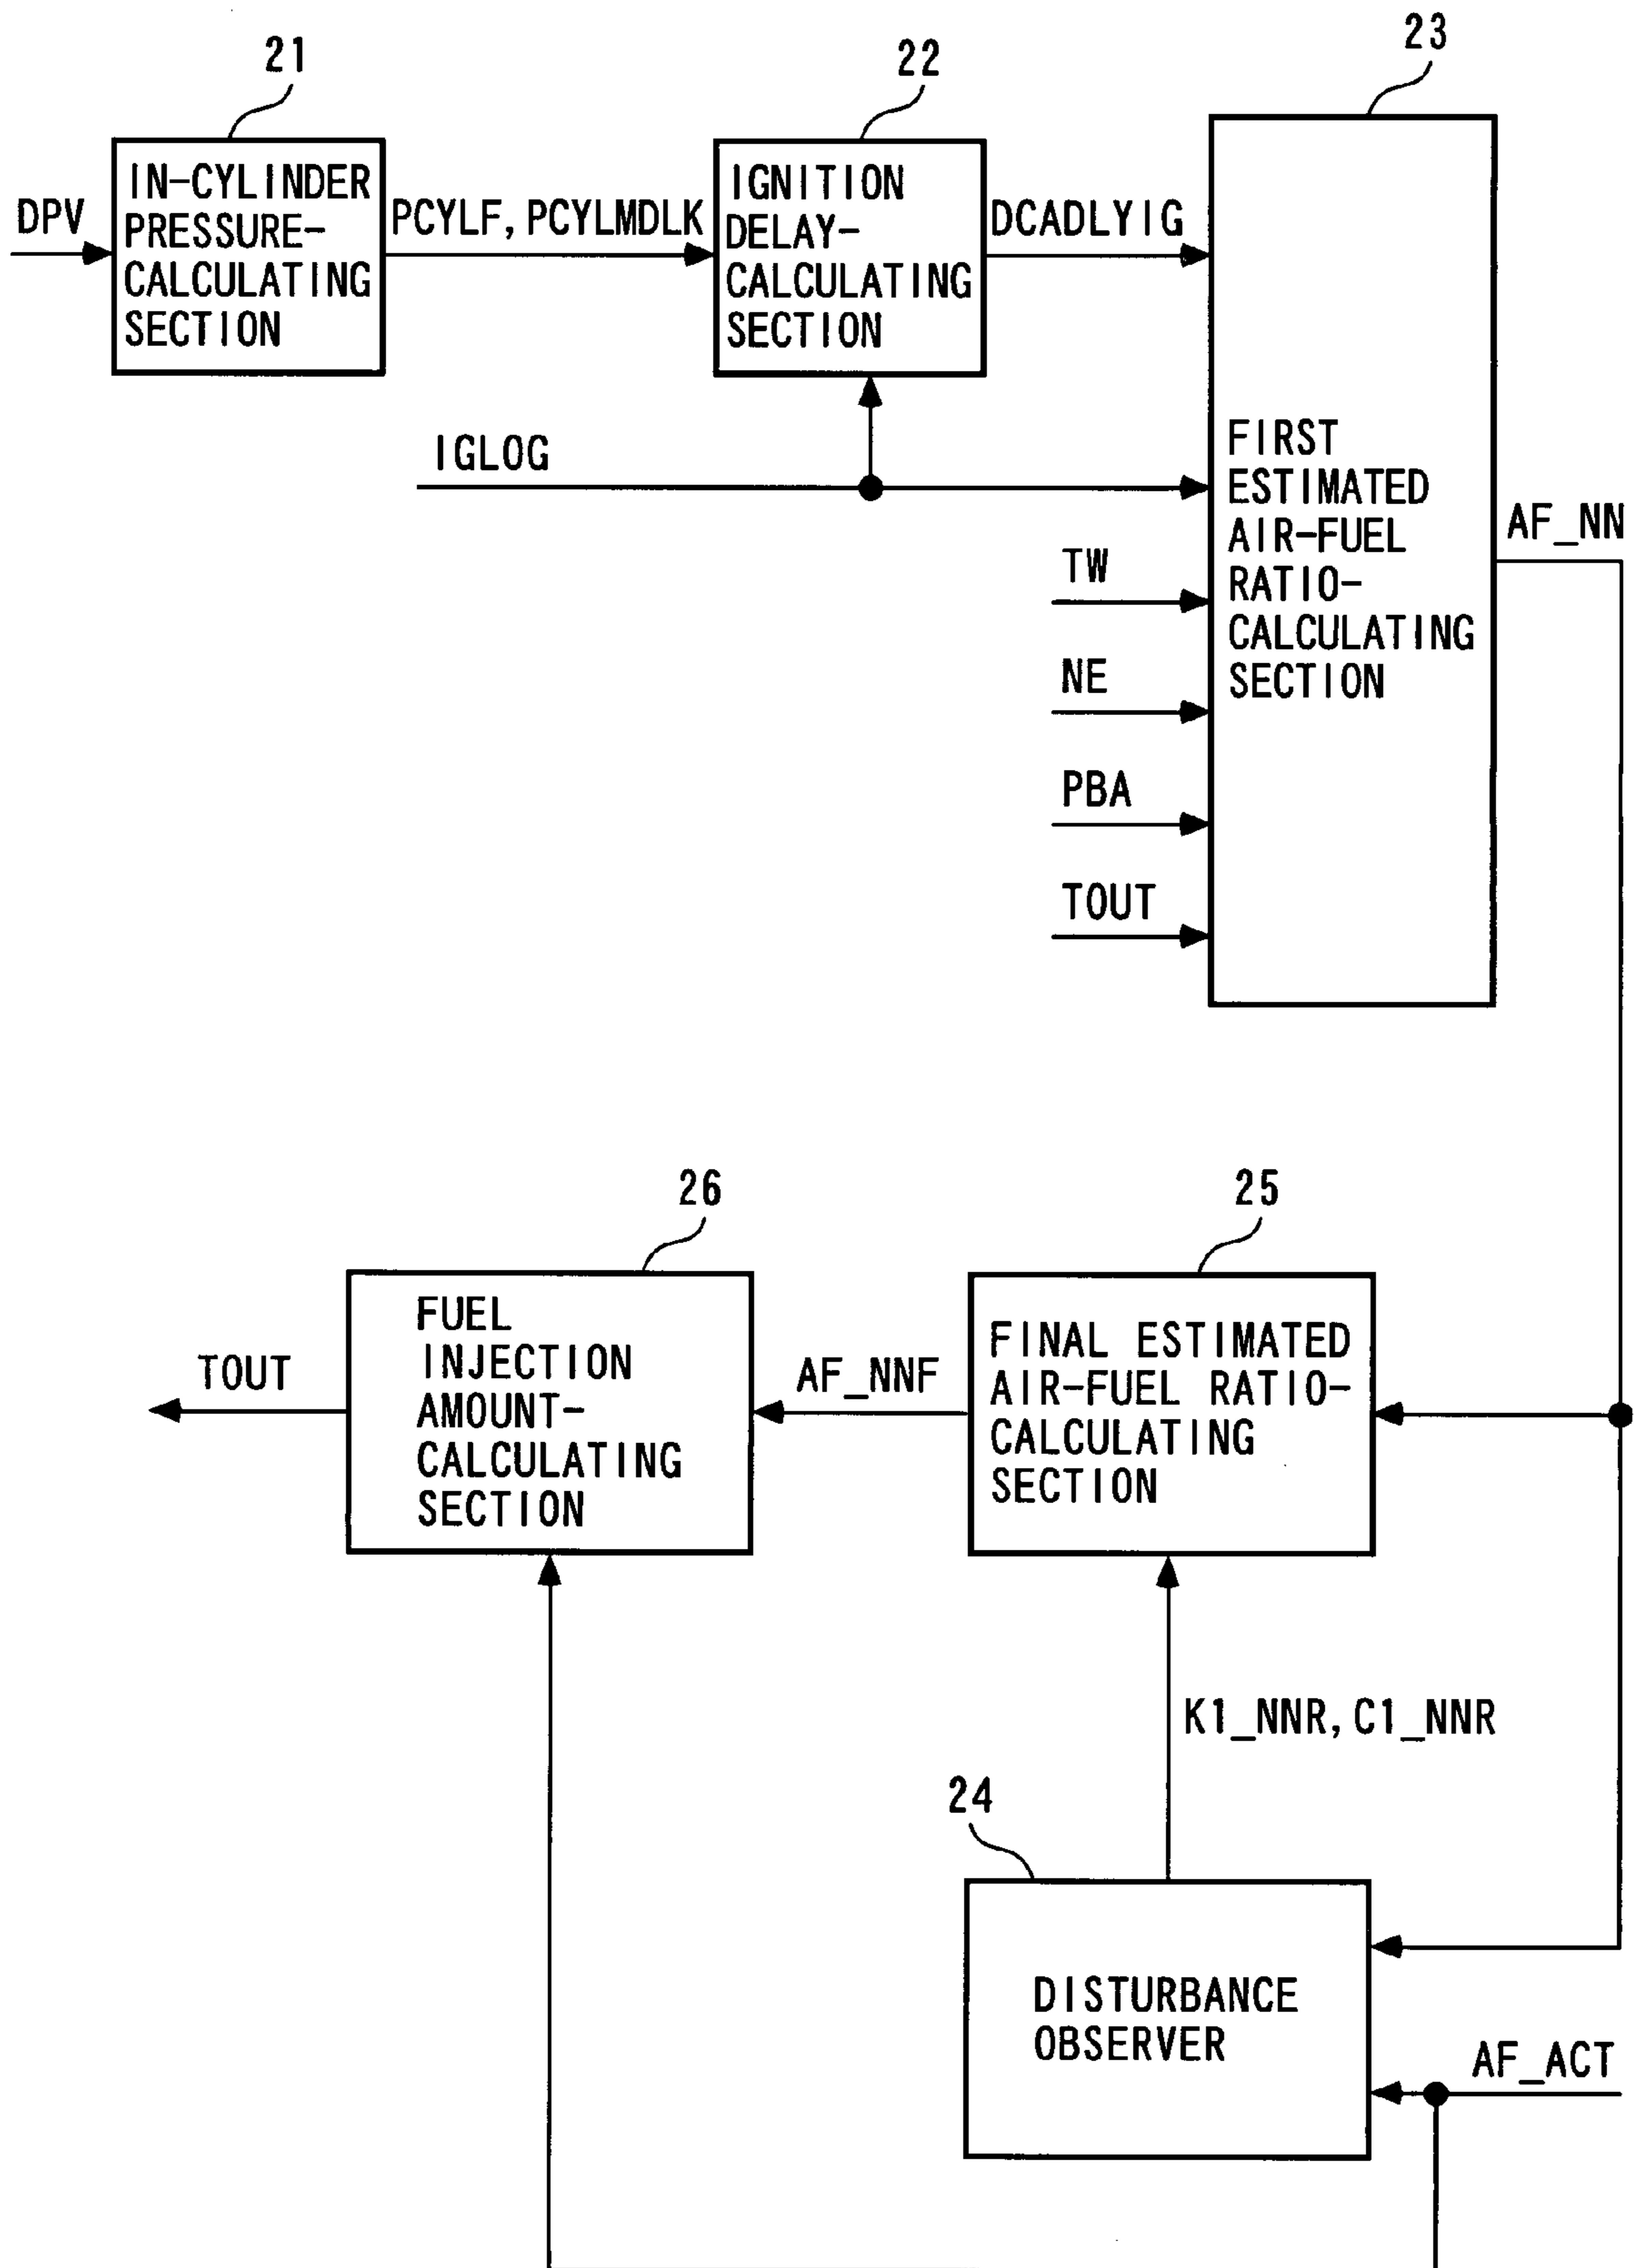 21
22
23
DPV
IN-CYLINDER
PRESSURE-
CALCULATING
SECTION
PCYLF, PCYLMDLK
IGNITION
DELAY-
CALCULATING
SECTION
DCADLYIG
IGLOG
TW
NE
PBA
TOUT
FIRST
ESTIMATED
AIR-FUEL
RATIO-
CALCULATING
SECTION
AF_NN
26
25
TOUT
FUEL
INJECTION
AMOUNT-
CALCULATING
SECTION
AF_NNF
FINAL ESTIMATED
AIR-FUEL RATIO-
CALCULATING
SECTION
K1_NNR, C1_NNR
24
DISTURBANCE
OBSERVER
AF_ACT